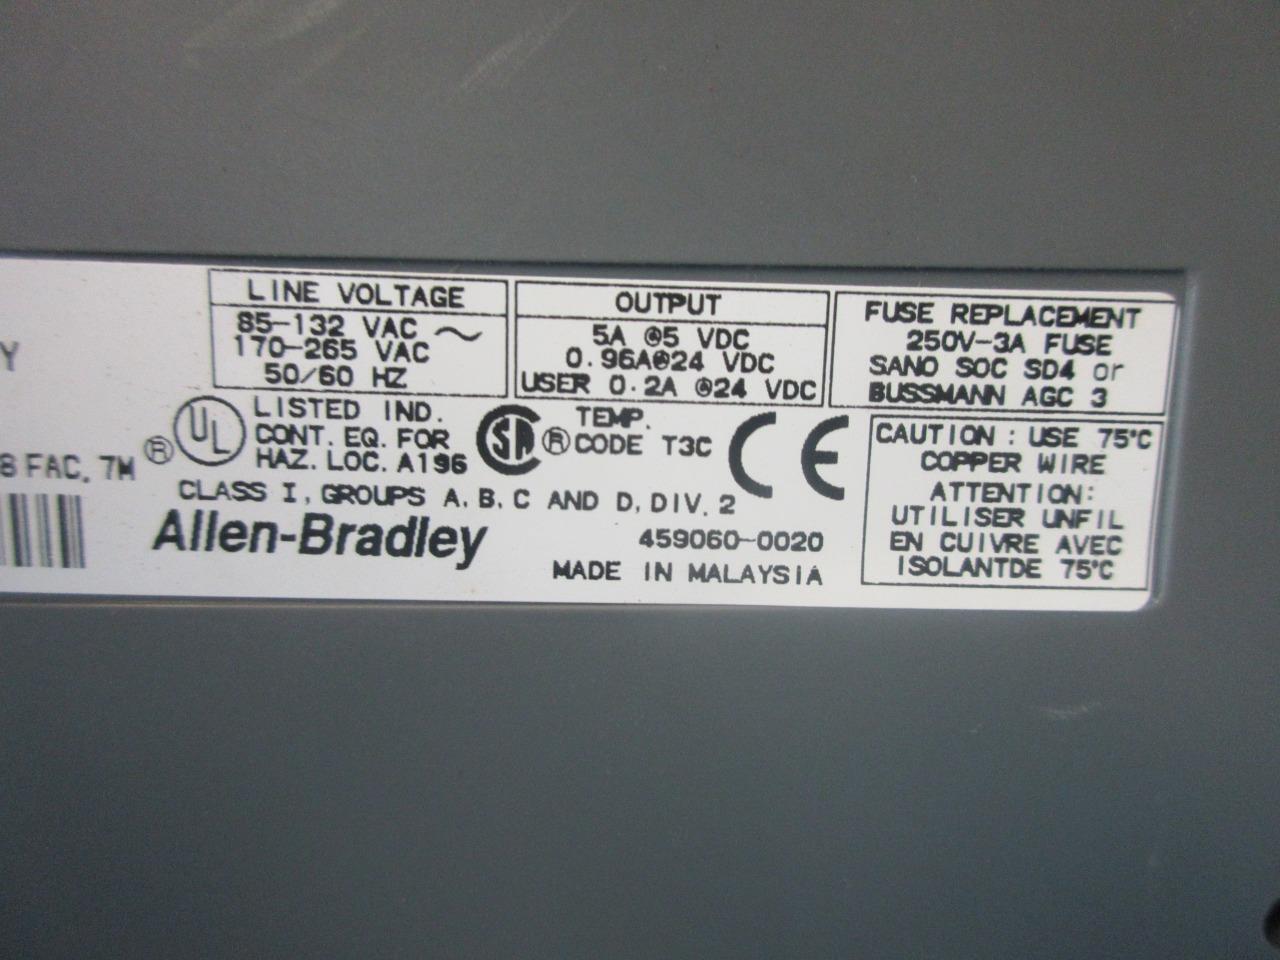 Y
8 FAC. 7M
LINE VOLTAGE
85-132 VAC ~
170-265 VAC
50/60 HZ
OUTPUT
5A @5 VDC
0.96A@24 VDC
USER 0.2A @24 VDC
FUSE REPLACEMENT
250V-3A FUSE
SANO SOC SD4 or
BUSSMANN AGC 3
UL ®
LISTED IND.
CONT. EQ. FOR
HAZ. LOC. A196
SA ®
TEMP.
CODE T3C
CE
CLASS I, GROUPS A, B, C AND D, DIV. 2
Allen-Bradley
459060-0020
MADE IN MALAYSIA
CAUTION : USE 75°C
COPPER WIRE
ATTENTION:
UTILISER UNFIL
EN CUIVRE AVEC
ISOLANTDE 75°C